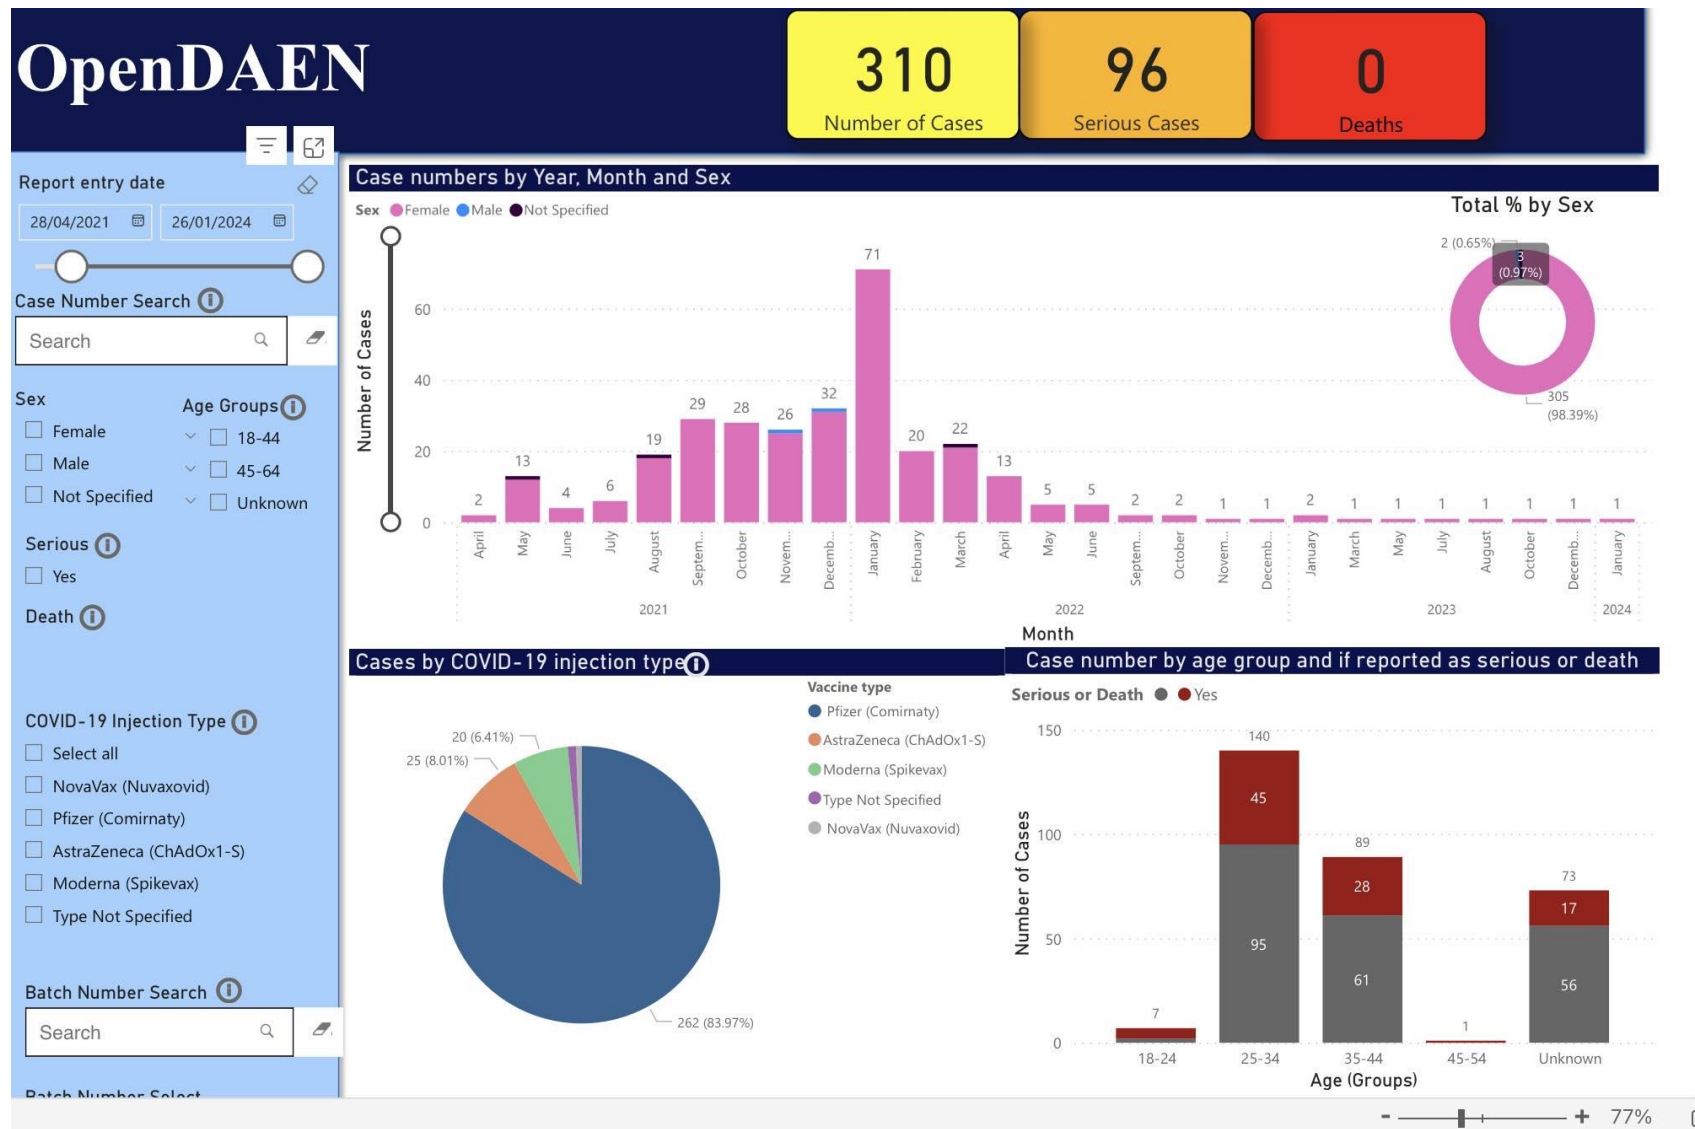 OpenDAEN
310
Number of Cases
96
Serious Cases
0
Deaths
Report entry date
28/04/2021
26/01/2024
Case Number Search
Search
Sex
Female
Male
Not Specified
Age Groups
18-44
45-64
Unknown
Serious
Yes
Death
COVID-19 Injection Type
Select all
NovaVax (Nuvaxovid)
Pfizer (Comirnaty)
AstraZeneca (ChAdOx1-S)
Moderna (Spikevax)
Type Not Specified
Batch Number Search
Search
Batch Number Select
Case numbers by Year, Month and Sex
Sex Female Male Not Specified
Total % by Sex
2 (0.65%)
3
(0.97%)
305
(98.39%)
Number of Cases
60
40
20
0
2
13
4
6
19
29
28
26
32
71
20
22
13
5
5
2
2
1
1
2
1
1
1
1
1
1
1
April
May
June
July
August
Septem...
October
Novem...
Decemb...
January
February
March
April
May
June
Septem...
October
Novem...
Decemb...
January
March
May
July
August
October
Decemb...
January
2021
2022
2023
2024
Month
Cases by COVID-19 injection type
20 (6.41%)
25 (8.01%)
262 (83.97%)
Vaccine type
Pfizer (Comirnaty)
AstraZeneca (ChAdOx1-S)
Moderna (Spikevax)
Type Not Specified
NovaVax (Nuvaxovid)
Case number by age group and if reported as serious or death
Serious or Death Yes
Number of Cases
150
100
50
0
7
140
45
95
89
28
61
1
73
17
56
18-24
25-34
35-44
45-54
Unknown
Age (Groups)
- + 77%